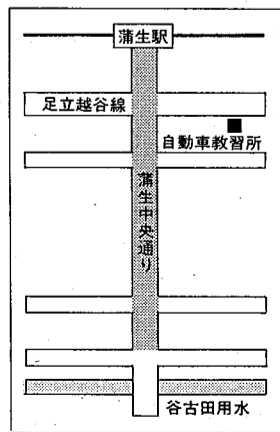 蒲生駅
足立越谷線
自動車教習所
蒲生中央通り
谷古田用水